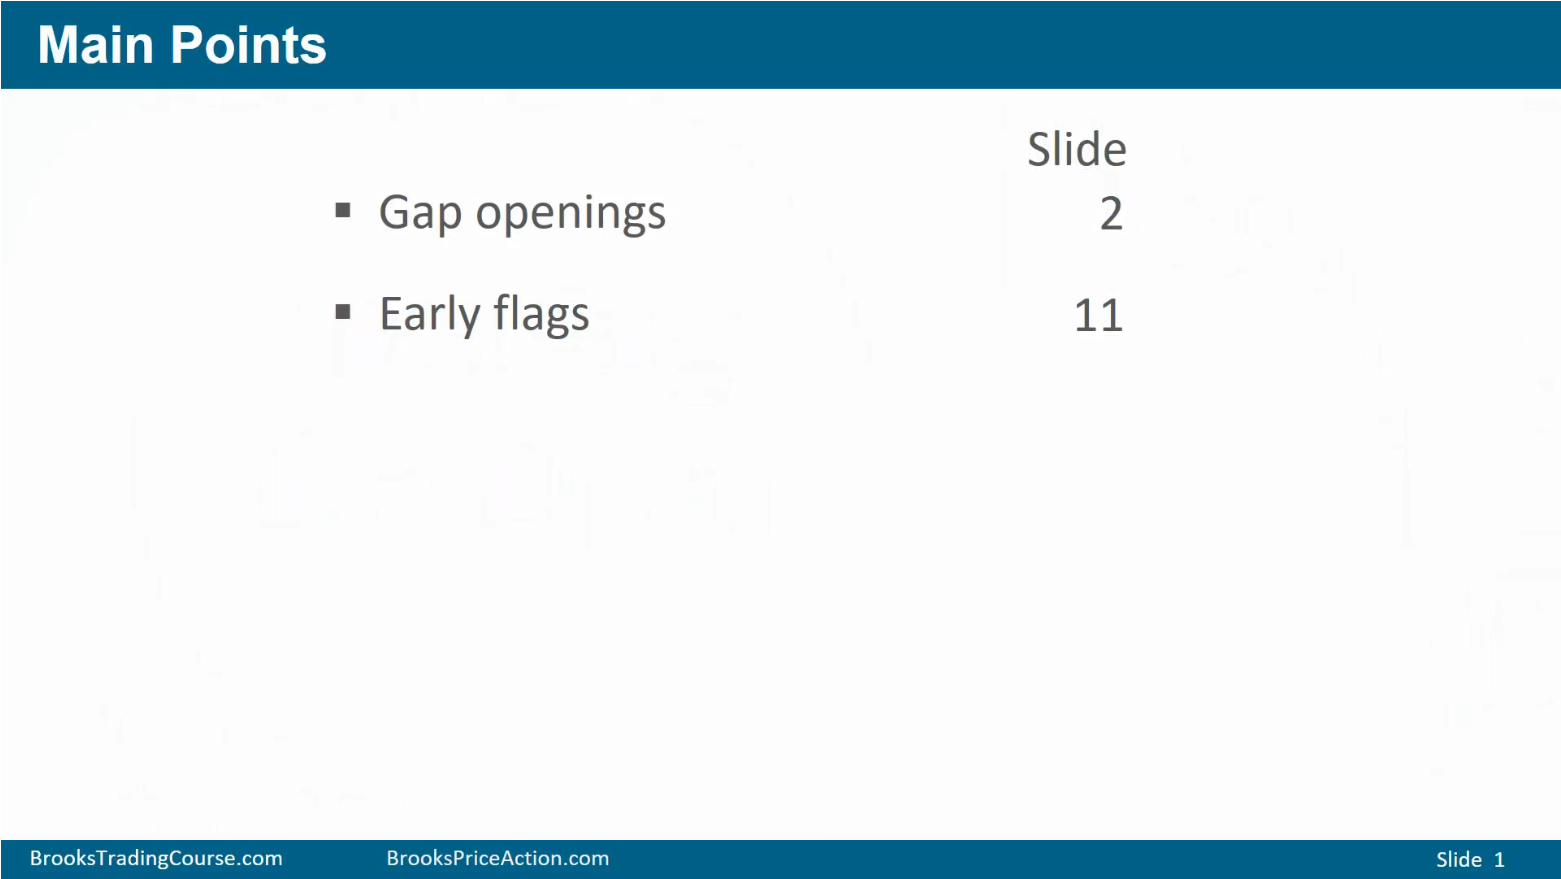 Main Points
Slide
▪ Gap openings 2
▪ Early flags 11
BrooksTradingCourse.com BrooksPriceAction.com Slide 1